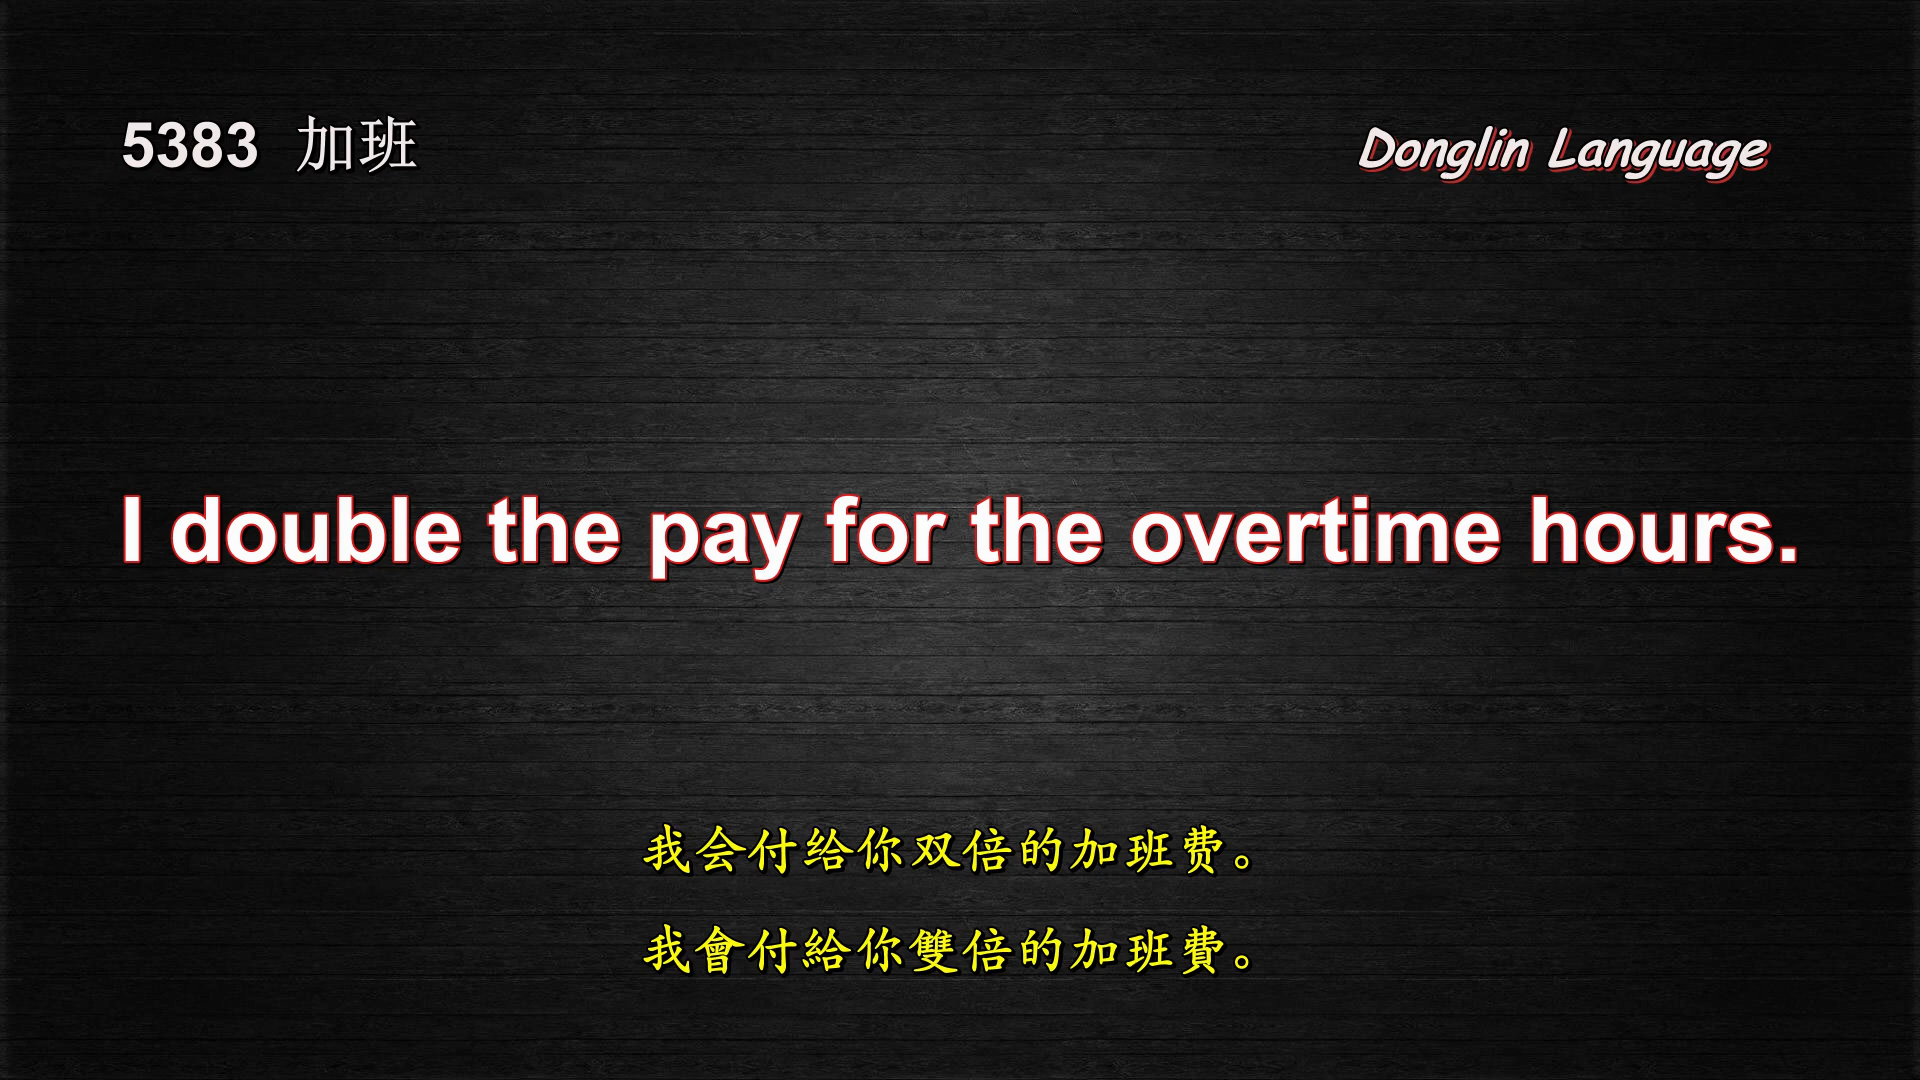 5383 加班
Donglin Language
I double the pay for the overtime hours.
我会付给你双倍的加班费。
我會付給你雙倍的加班費。